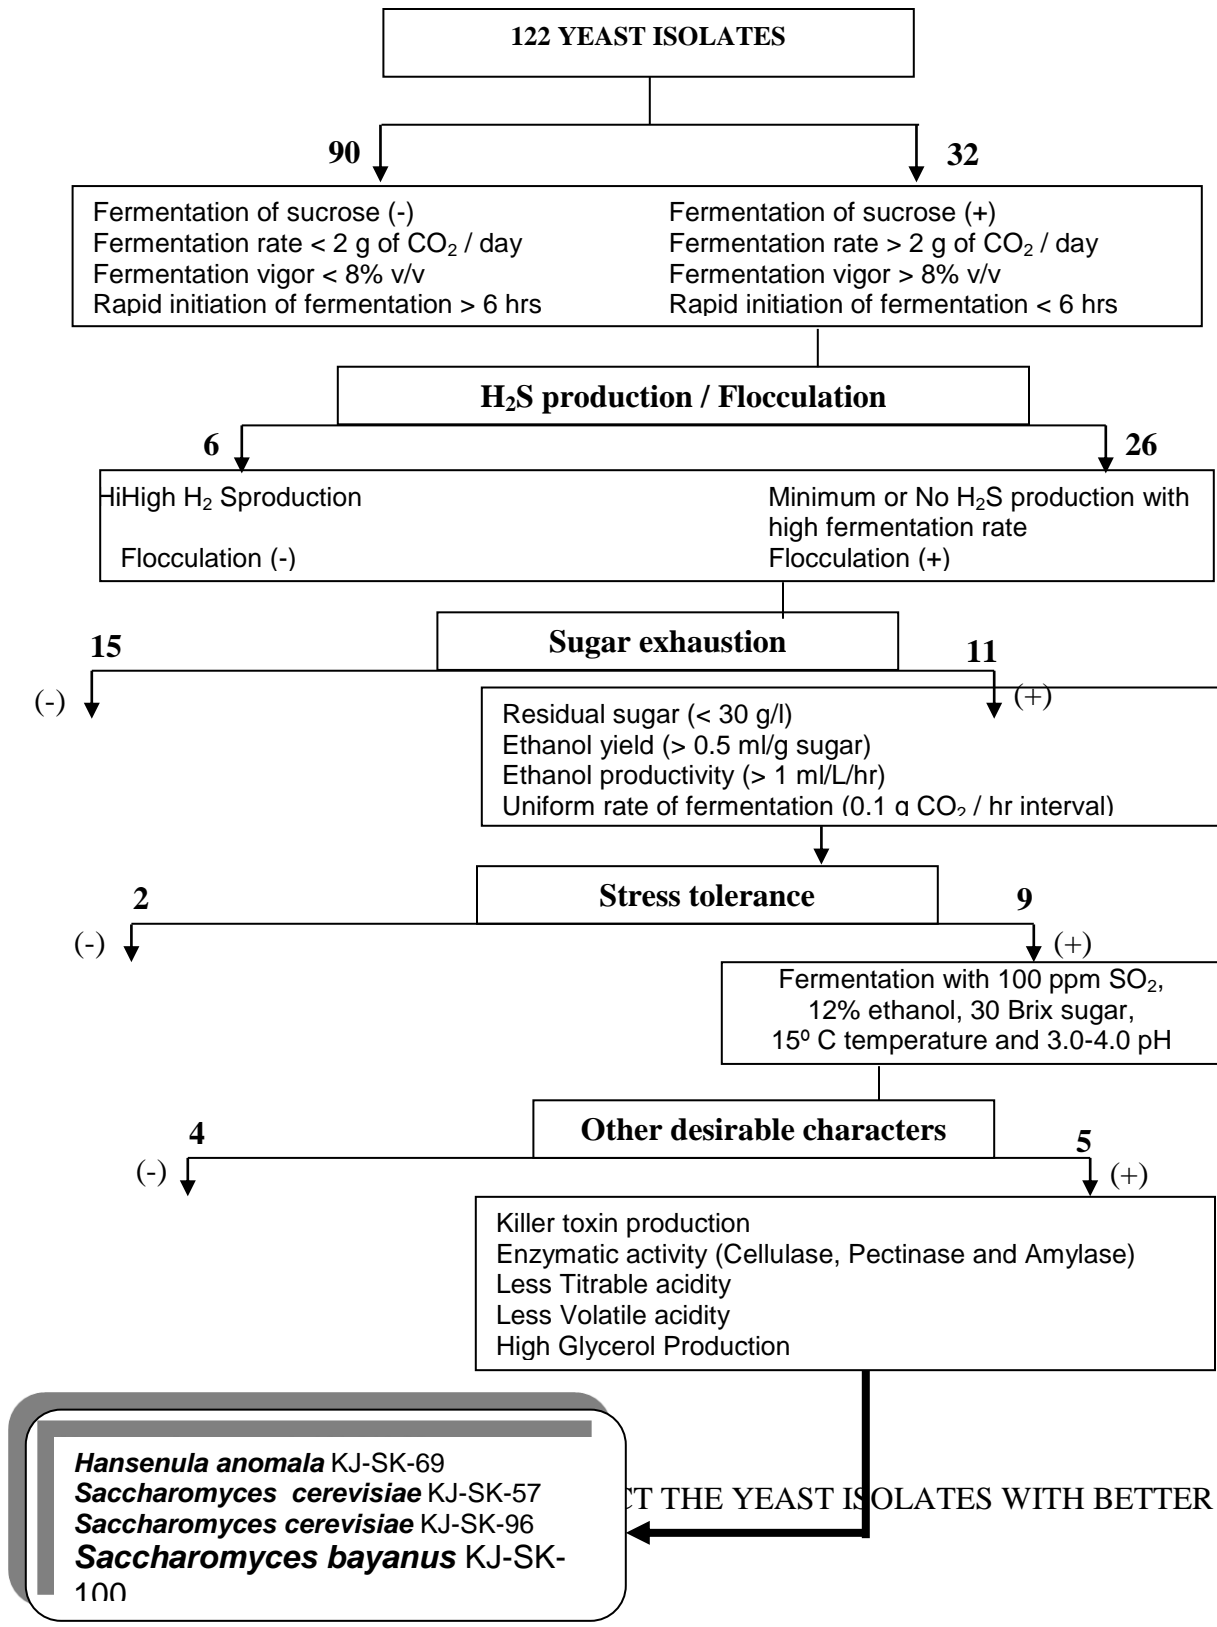 122 YEAST ISOLATES
90
32
Fermentation of sucrose (-)
Fermentation rate < 2 g of CO₂ / day
Fermentation vigor < 8% v/v
Rapid initiation of fermentation > 6 hrs
Fermentation of sucrose (+)
Fermentation rate > 2 g of CO₂ / day
Fermentation vigor > 8% v/v
Rapid initiation of fermentation < 6 hrs
H₂S production / Flocculation
6
26
HiHigh H₂ Sproduction
Flocculation (-)
Minimum or No H₂S production with
high fermentation rate
Flocculation (+)
Sugar exhaustion
15
11
(-)
(+)
Residual sugar (< 30 g/l)
Ethanol yield (> 0.5 ml/g sugar)
Ethanol productivity (> 1 ml/L/hr)
Uniform rate of fermentation (0.1 g CO₂ / hr interval)
Stress tolerance
2
9
(-)
(+)
Fermentation with 100 ppm SO₂,
12% ethanol, 30 Brix sugar,
15⁰ C temperature and 3.0-4.0 pH
Other desirable characters
4
5
(-)
(+)
Killer toxin production
Enzymatic activity (Cellulase, Pectinase and Amylase)
Less Titrable acidity
Less Volatile acidity
High Glycerol Production
Hansenula anomala KJ-SK-69
Saccharomyces cerevisiae KJ-SK-57
Saccharomyces cerevisiae KJ-SK-96
Saccharomyces bayanus KJ-SK-
100
CT THE YEAST ISOLATES WITH BETTER